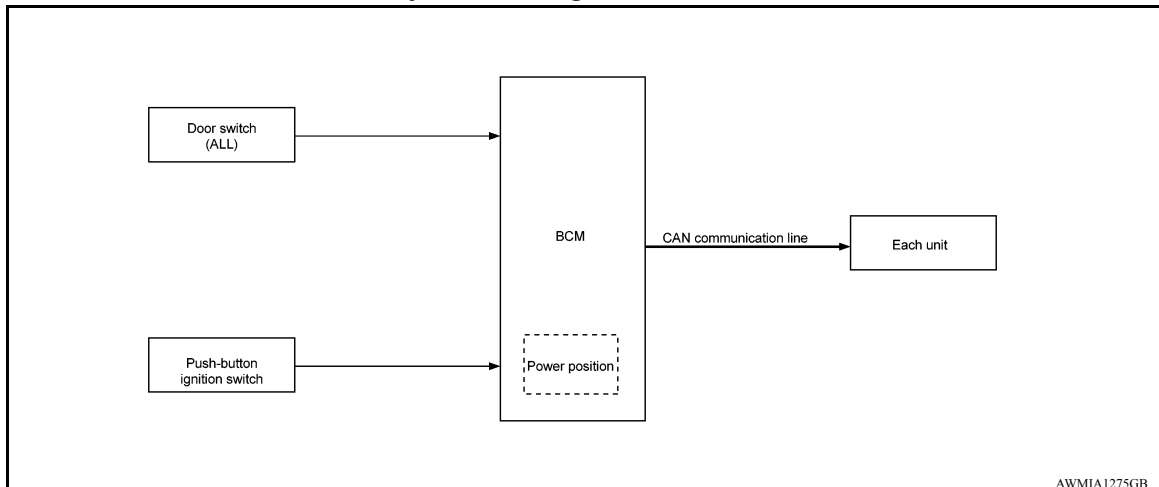 Door switch
(ALL)
BCM
CAN communication line
Each unit
Push-button
ignition switch
Power position
AWMIA1275GB